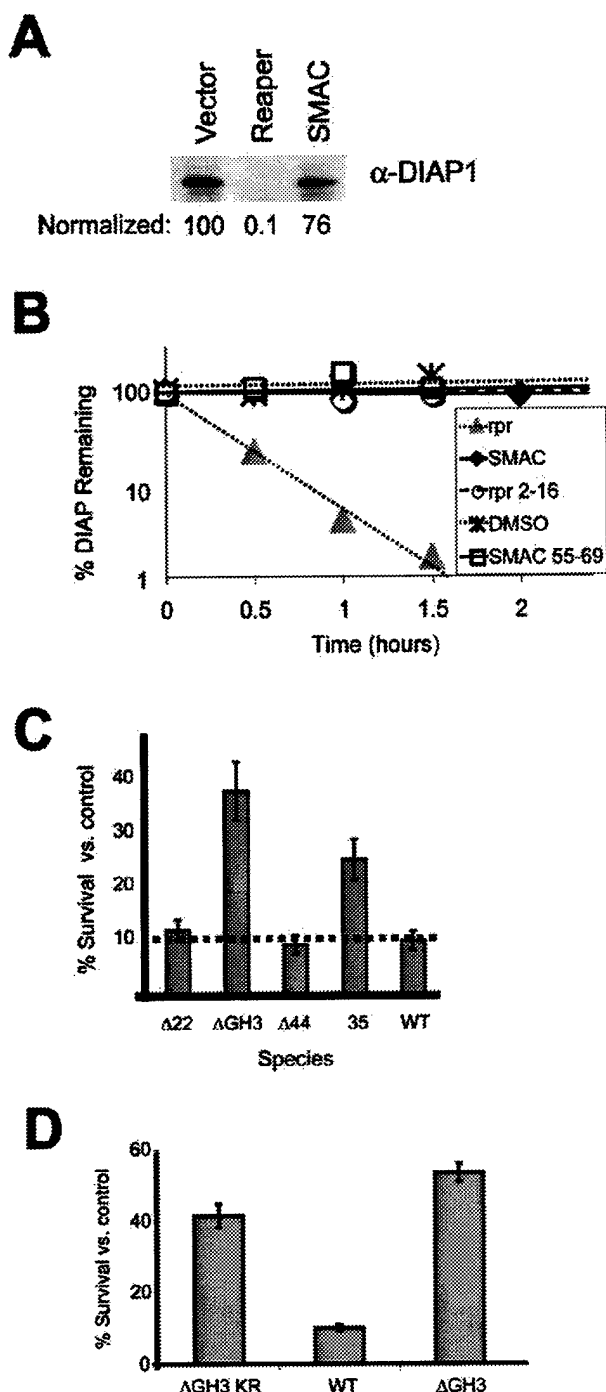 A
Vector
Reaper
SMAC
α-DIAP1
Normalized: 100 0.1 76
B
% DIAP Remaining
100
10
1
0 0.5 1 1.5 2
Time (hours)
rpr
SMAC
rpr 2-16
DMSO
SMAC 55-69
C
% Survival vs. control
40
30
20
10
Δ22 ΔGH3 Δ44 35 WT
Species
D
% Survival vs. control
60
40
20
0
ΔGH3 KR WT ΔGH3